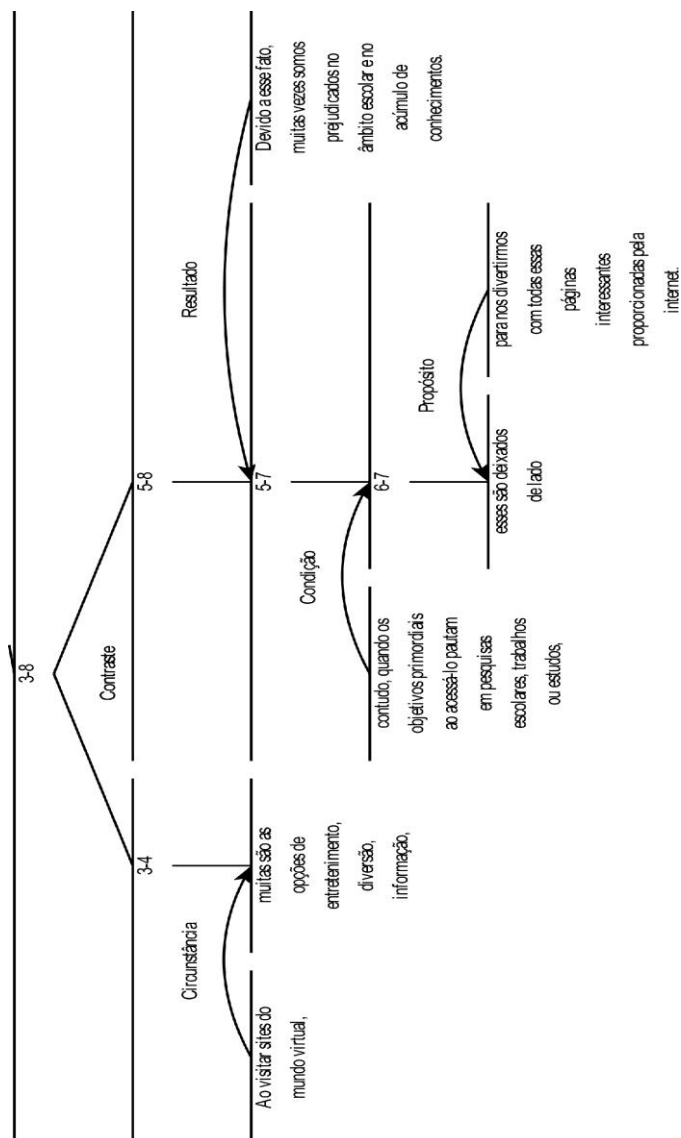 3-8
Contraste
3-4
5-8
Circunstância
Resultado
Ao visitar sites do
mundo virtual,
muitas são as
opções de
entretenimento,
diversão,
informação,
5-7
Devido a esse fato,
muitas vezes somos
prejudicados no
âmbito escolar e no
acúmulo de
conhecimentos.
Condição
contudo, quando os
objetivos primordiais
ao acessá-lo pautam
em pesquisas
escolares, trabalhos
ou estudos,
6-7
Propósito
esses são deixados
de lado
para nos divertirmos
com todas essas
páginas
interessantes
proporcionadas pela
internet.